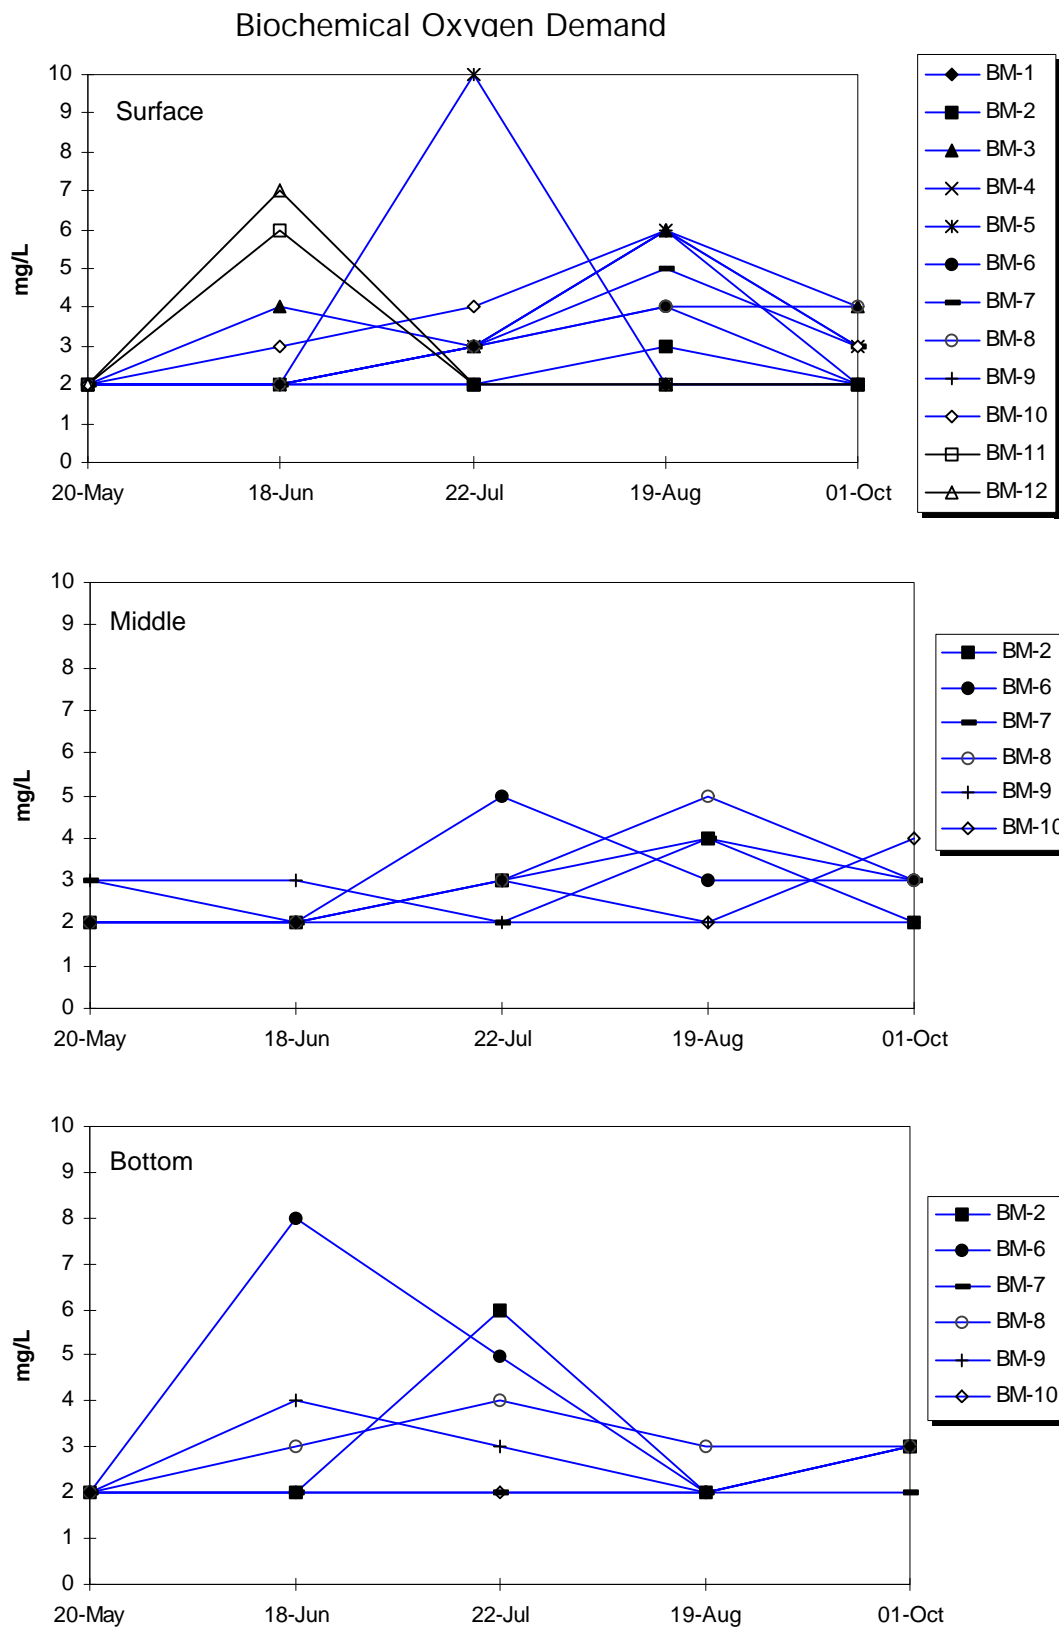 Biochemical Oxygen Demand
Surface
mg/L
10
9
8
7
6
5
4
3
2
1
0
20-May 18-Jun 22-Jul 19-Aug 01-Oct
BM-1
BM-2
BM-3
BM-4
BM-5
BM-6
BM-7
BM-8
BM-9
BM-10
BM-11
BM-12
Middle
mg/L
10
9
8
7
6
5
4
3
2
1
0
20-May 18-Jun 22-Jul 19-Aug 01-Oct
BM-2
BM-6
BM-7
BM-8
BM-9
BM-10
Bottom
mg/L
10
9
8
7
6
5
4
3
2
1
0
20-May 18-Jun 22-Jul 19-Aug 01-Oct
BM-2
BM-6
BM-7
BM-8
BM-9
BM-10